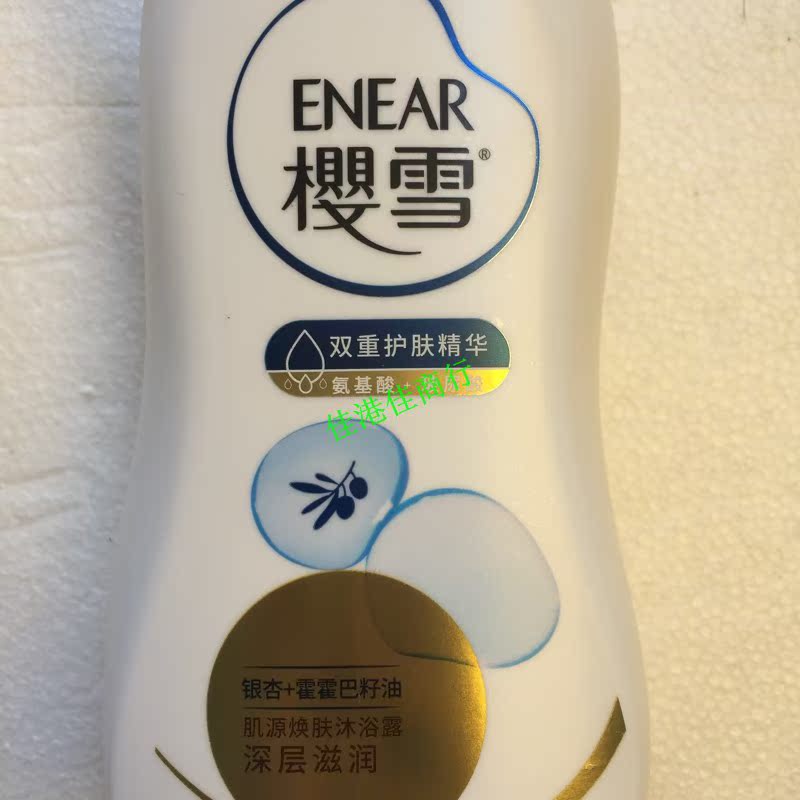 ENEAR
櫻雪®
双重护肤精华
氨基酸+
佳港佳商行
银杏+霍霍巴籽油
肌源焕肤沐浴露
深层滋润